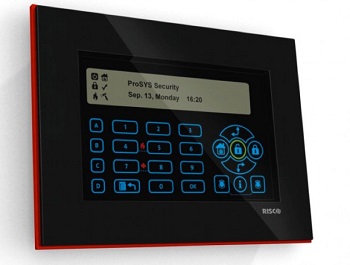 ProSYS Security
Sep. 13, Monday 16:20
A 1 2 3
B 4 5 6
C 7 8 9
D 0 OK
i
RISCO